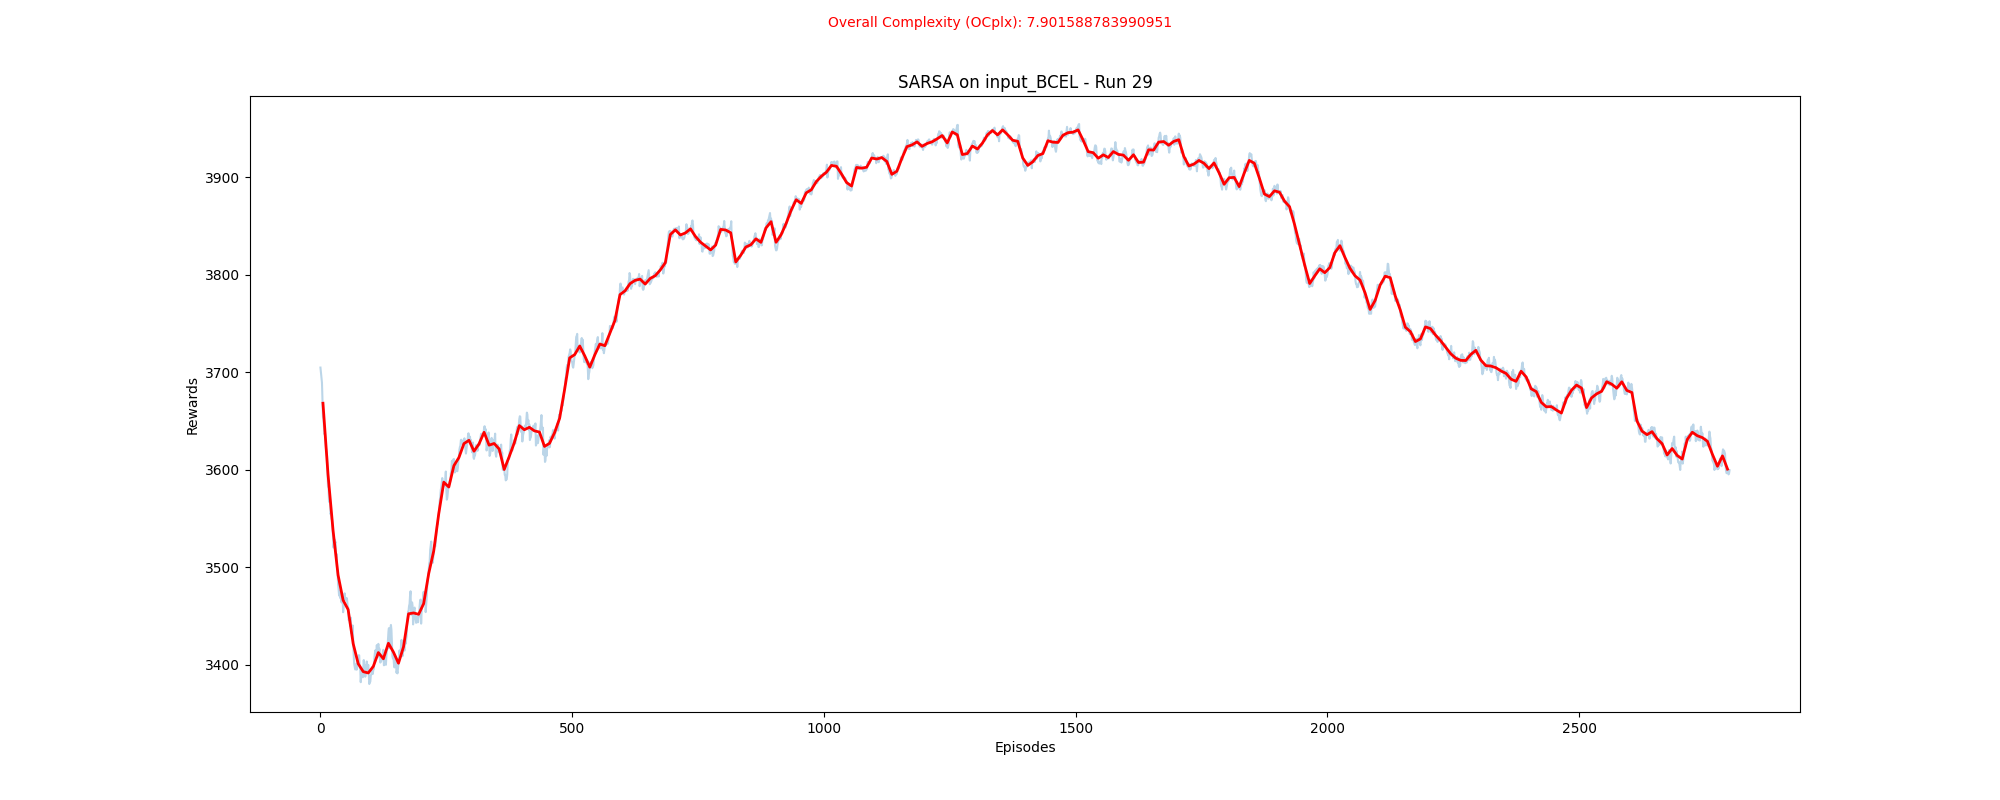 Overall Complexity (OCplx): 7.901588783990951
SARSA on input_BCEL - Run 29
Rewards
3900
3800
3700
3600
3500
3400
0 500 1000 1500 2000 2500
Episodes